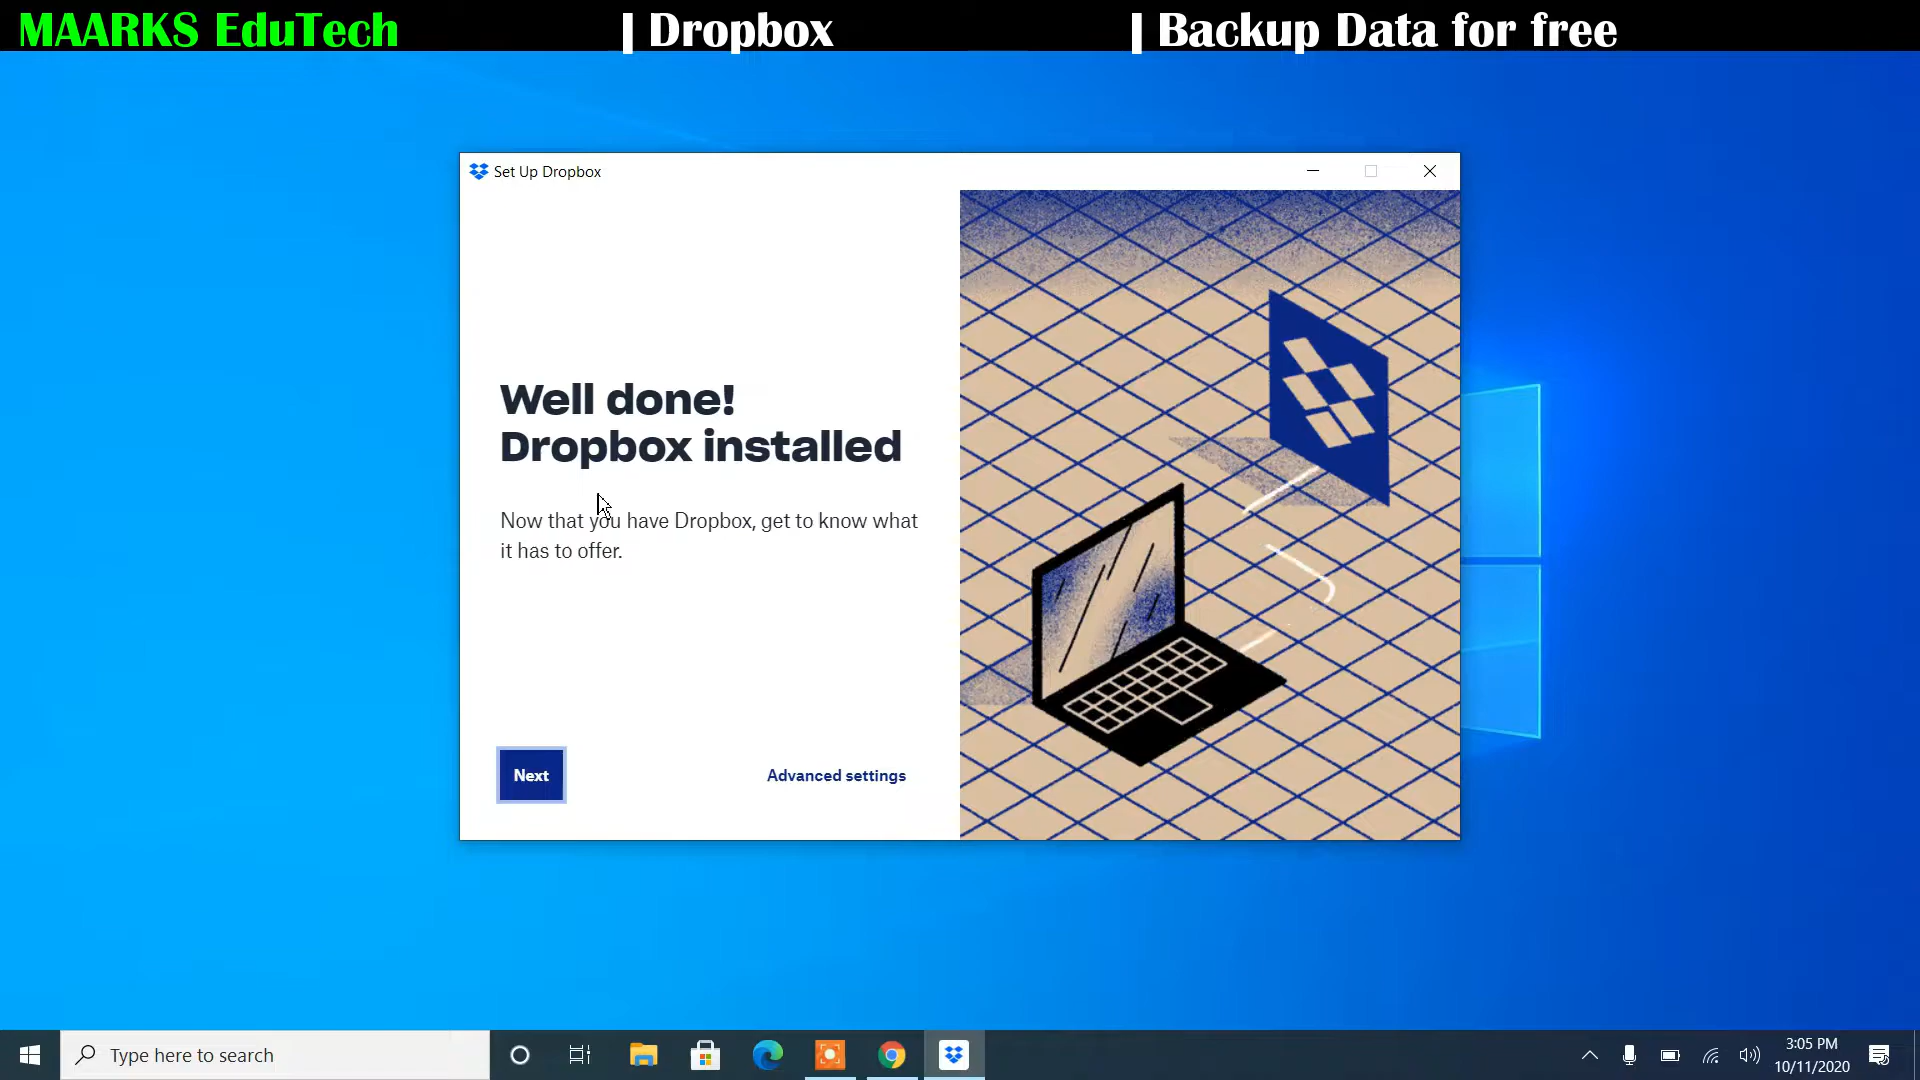 MAARKS EduTech | Dropbox | Backup Data for free
Set Up Dropbox
Well done!
Dropbox installed
Now that you have Dropbox, get to know what
it has to offer.
Next Advanced settings
Type here to search
3:05 PM
10/11/2020